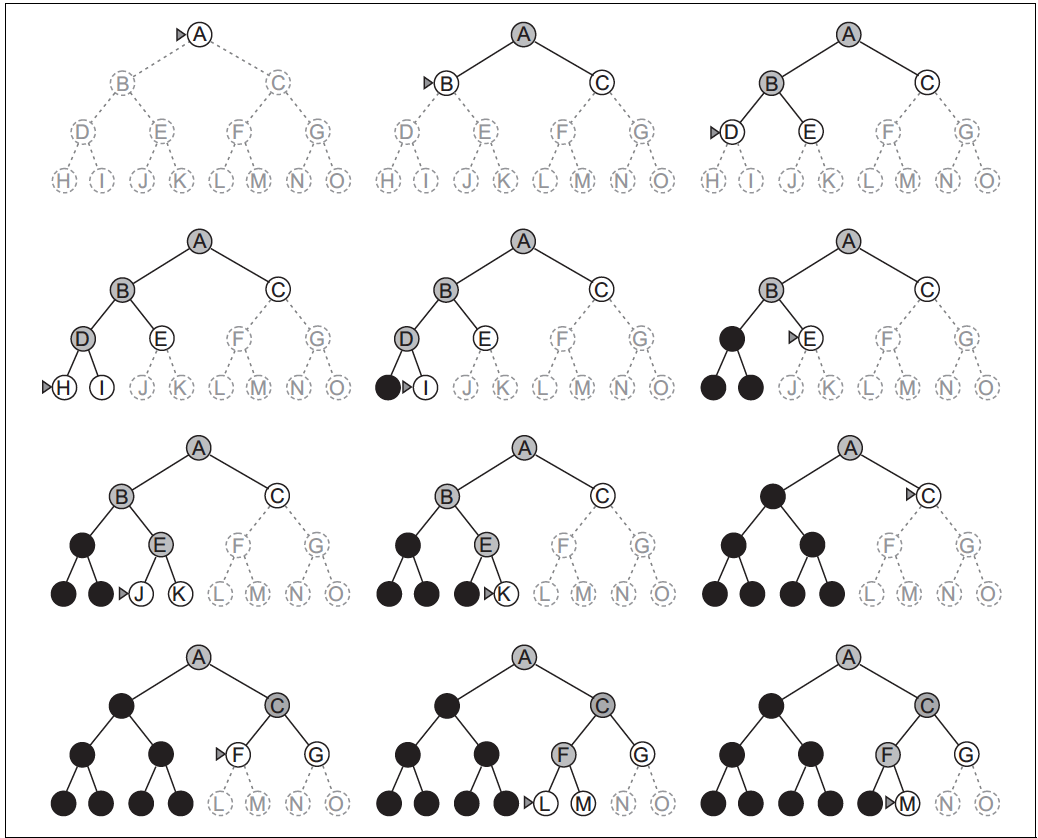 A A A
B C B C B C
D E F G D E F G D E F G
H I J K L M N O H I J K L M N O H I J K L M N O
A A A
B C B C B C
D E F G D E F G E F G
H I J K L M N O I J K L M N O J K L M N O
A A A
B C B C C
E F G E F G F G
J K L M N O K L M N O L M N O
A A A
C C C
F G F G F G
L M N O L M N O M N O